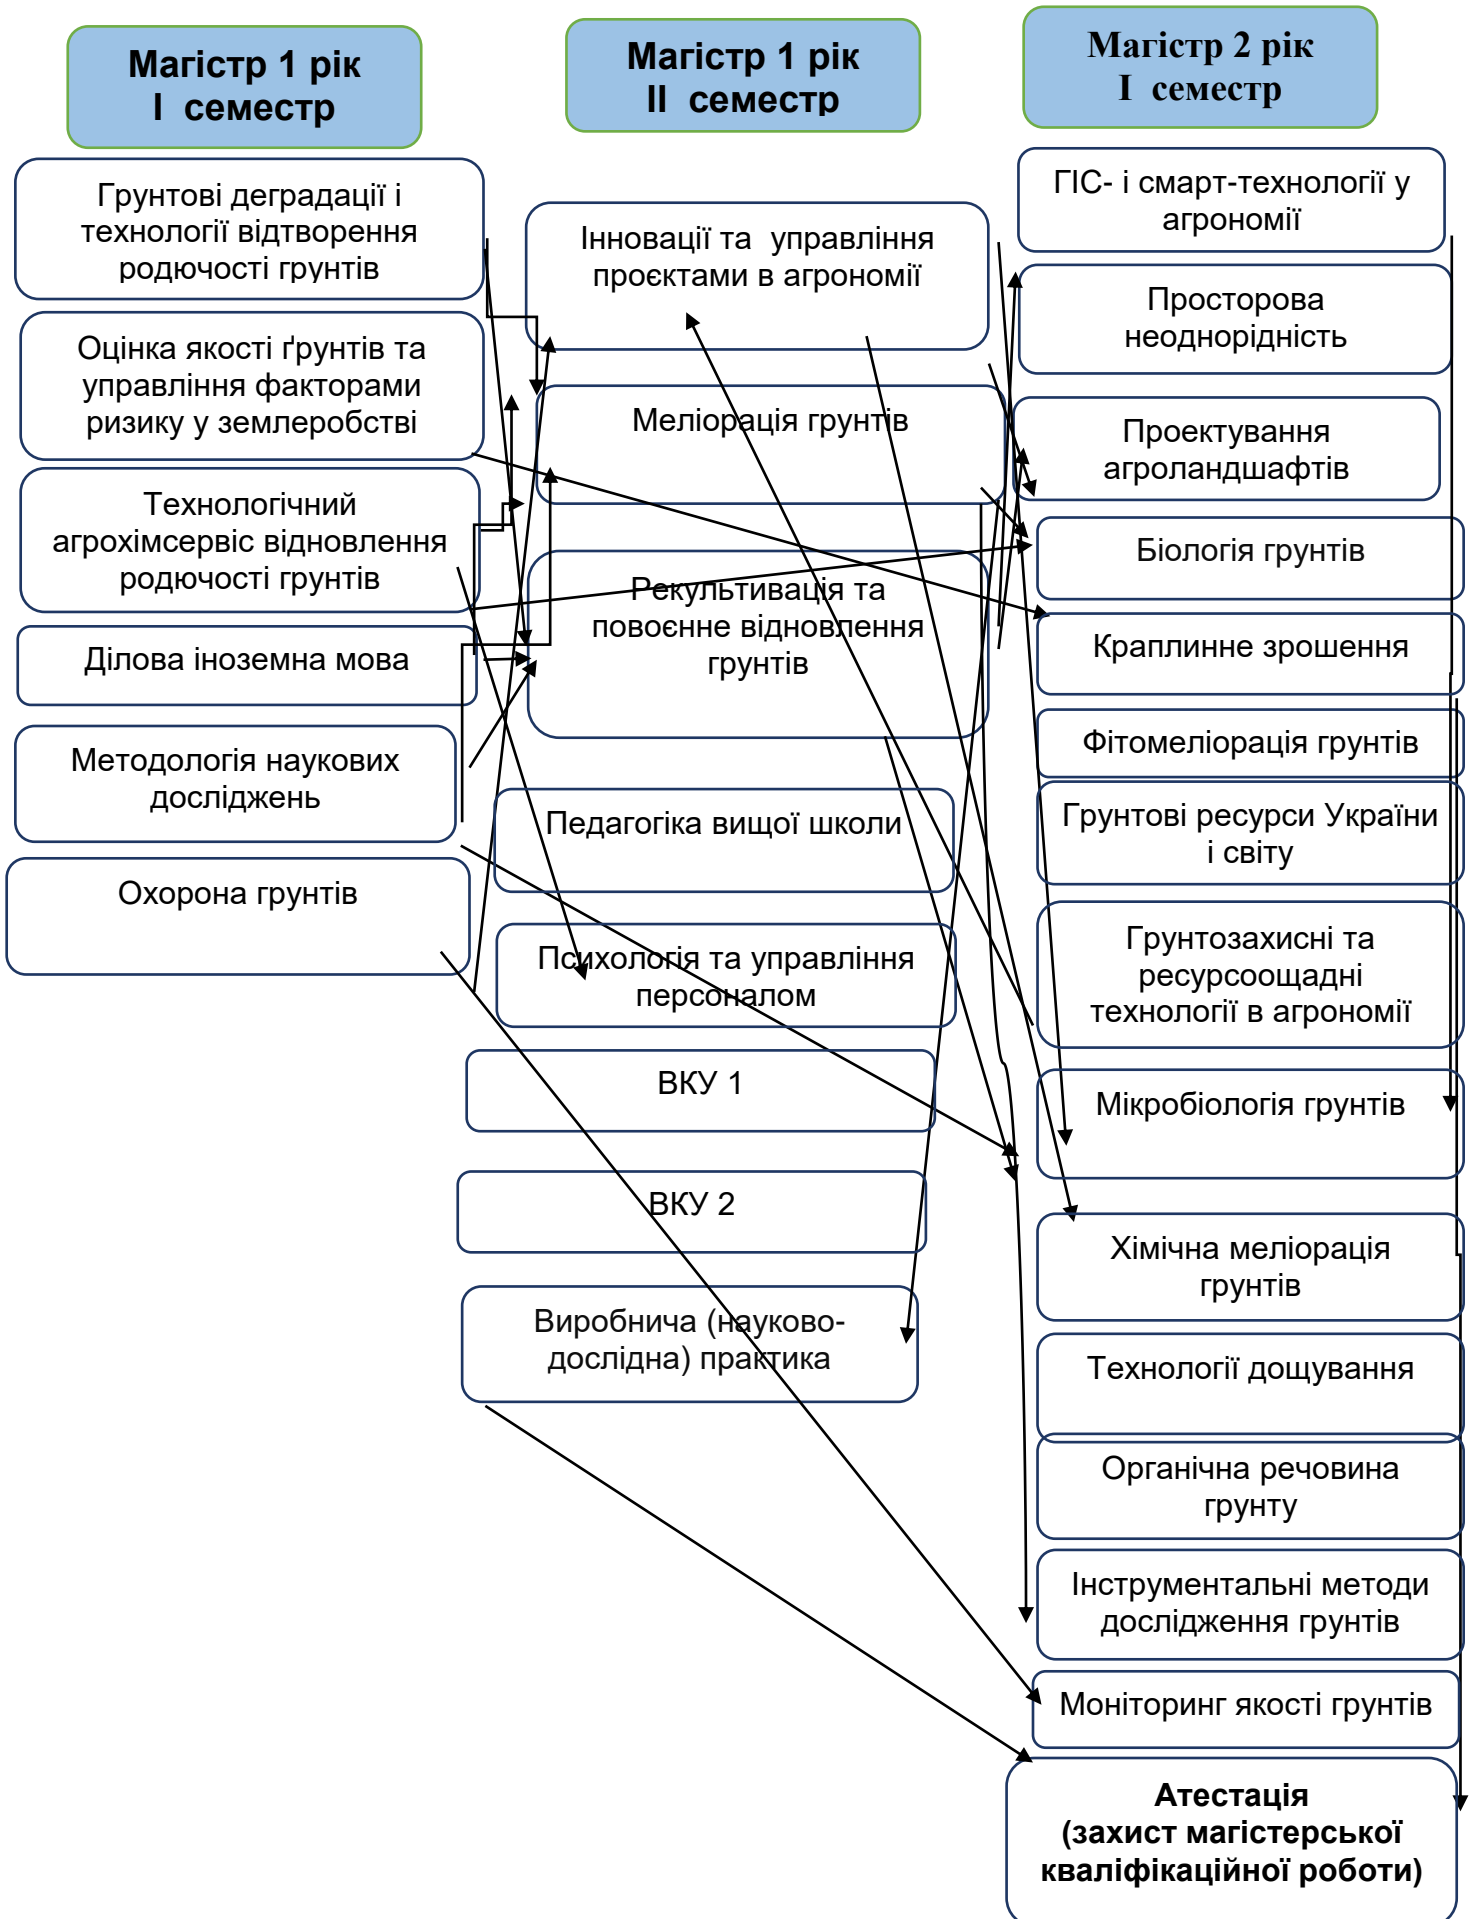 Магістр 1 рік
І  семестр
Грунтові деградації і
технології відтворення
родючості грунтів
Оцінка якості ґрунтів та
управління факторами
ризику у землеробстві
Технологічний
агрохімсервіс відновлення
родючості грунтів
Ділова іноземна мова
Методологія наукових
досліджень
Охорона грунтів
Магістр 1 рік
ІІ  семестр
Інновації та  управління
проєктами в агрономії
Меліорація грунтів
Рекультивація та
повоєнне відновлення
грунтів
Педагогіка вищої школи
Психологія та управління
персоналом
ВКУ 1
ВКУ 2
Виробнича (науково-
дослідна) практика
Магістр 2 рік
І  семестр
ГІС- і смарт-технології у
агрономії
Просторова
неоднорідність
Проектування
агроландшафтів
Біологія грунтів
Краплинне зрошення
Фітомеліорація грунтів
Грунтові ресурси України
і світу
Грунтозахисні та
ресурсоощадні
технології в агрономії
Мікробіологія грунтів
Хімічна меліорація
грунтів
Технології дощування
Органічна речовина
грунту
Інструментальні методи
дослідження грунтів
Моніторинг якості грунтів
Атестація
(захист магістерської
кваліфікаційної роботи)